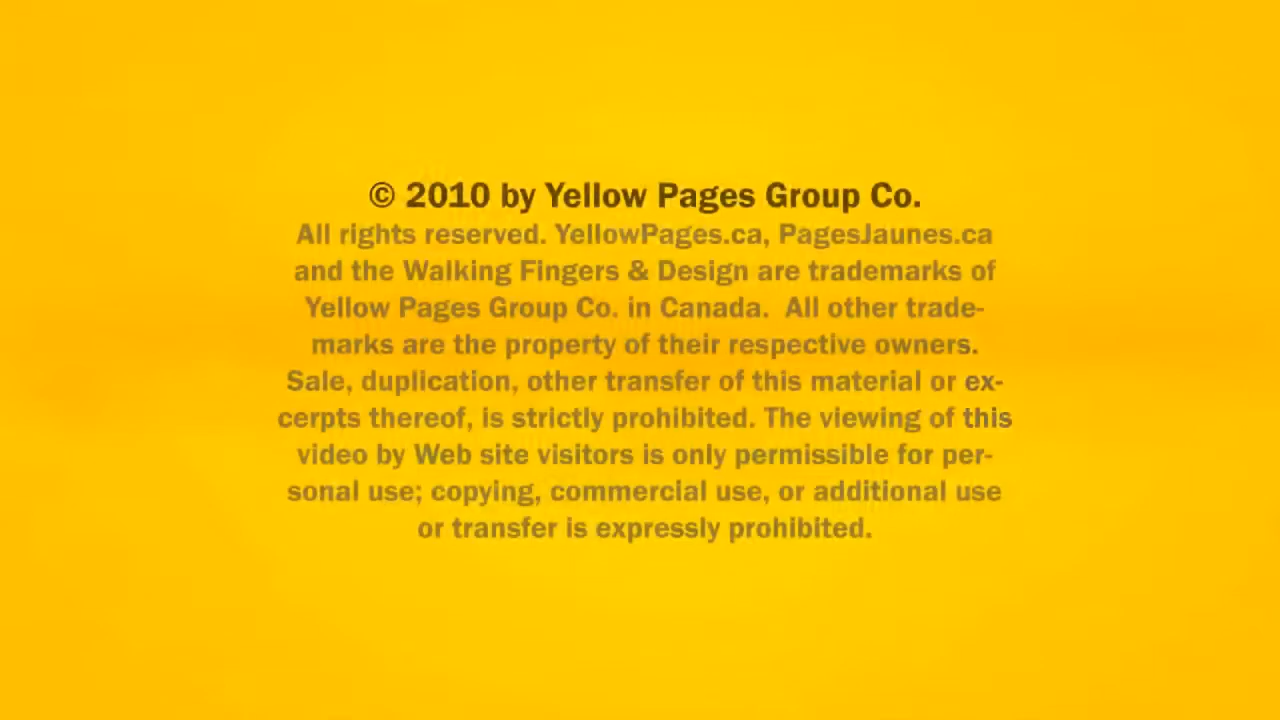 © 2010 by Yellow Pages Group Co.
All rights reserved. YellowPages.ca, PagesJaunes.ca
and the Walking Fingers & Design are trademarks of
Yellow Pages Group Co. in Canada.  All other trade-
marks are the property of their respective owners.
Sale, duplication, other transfer of this material or ex-
cerpts thereof, is strictly prohibited. The viewing of this
video by Web site visitors is only permissible for per-
sonal use; copying, commercial use, or additional use
or transfer is expressly prohibited.